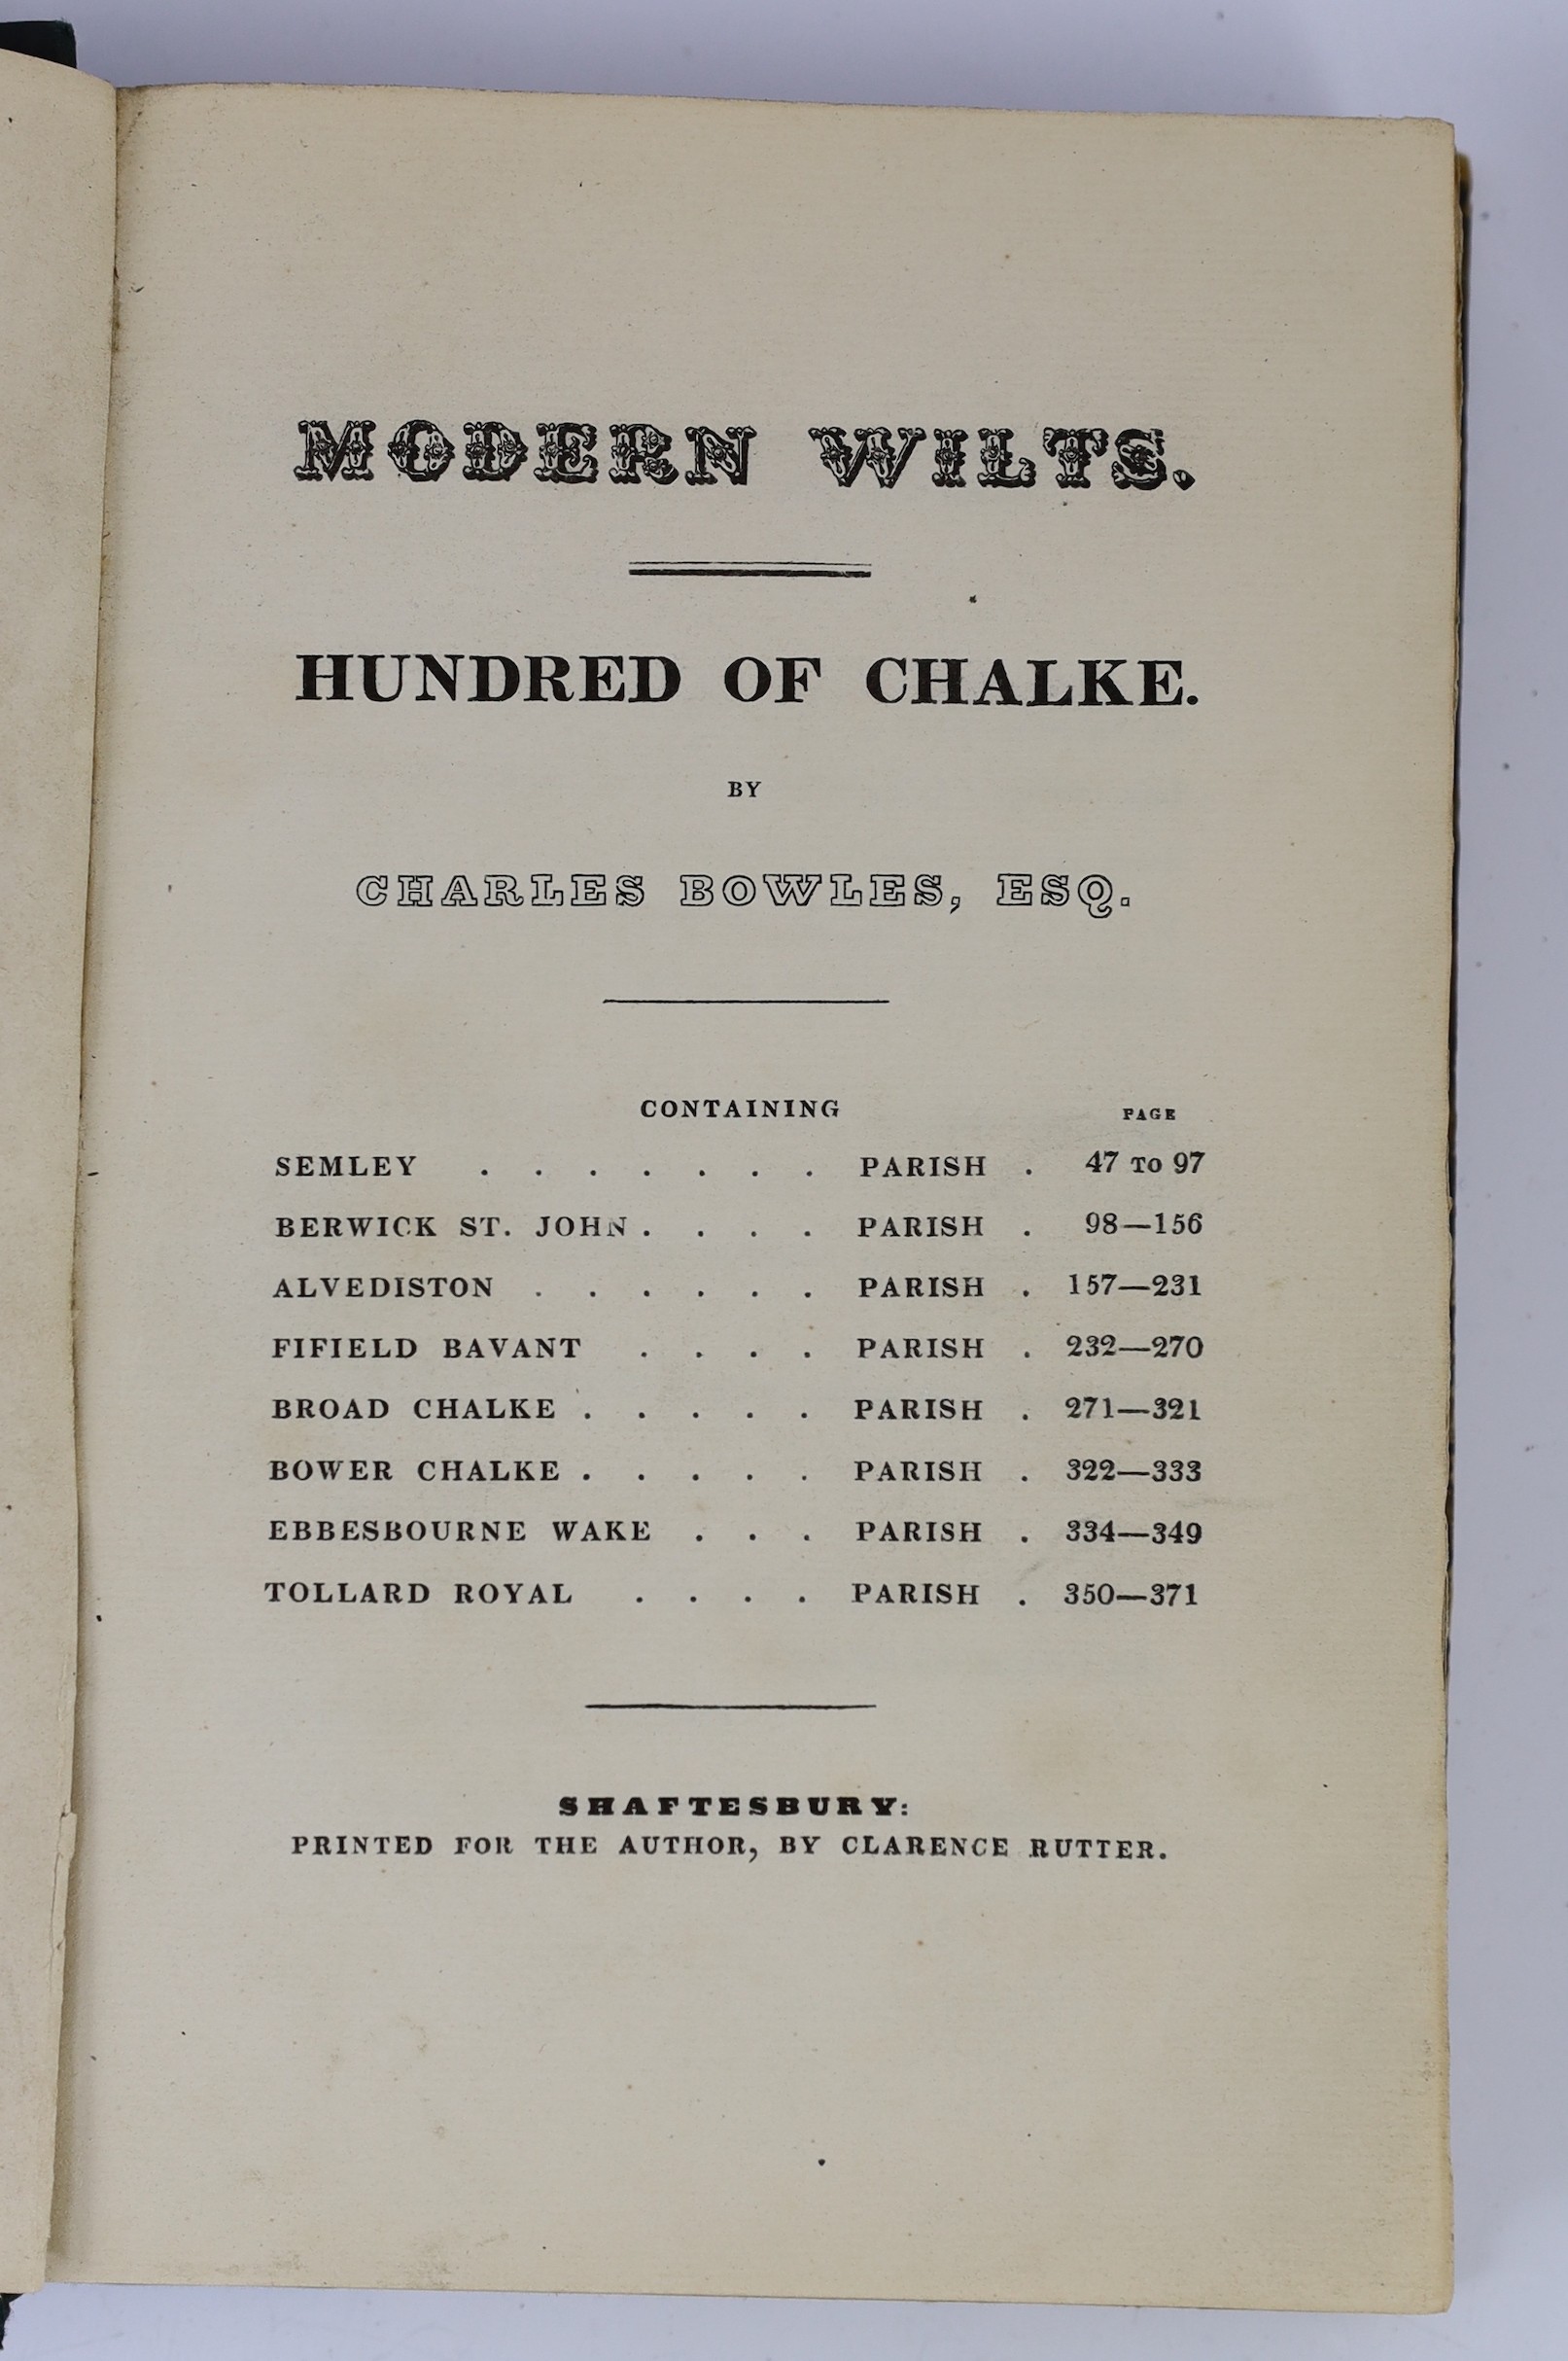 MODERN WILTS.
HUNDRED OF CHALKE.
BY
CHARLES BOWLES, ESQ.
CONTAINING PAGE
SEMLEY . . . . . . . PARISH . 47 TO 97
BERWICK ST. JOHN . . . . PARISH . 98—156
ALVEDISTON . . . . . . PARISH . 157—231
FIFIELD BAVANT . . . . PARISH . 232—270
BROAD CHALKE . . . . . PARISH . 271—321
BOWER CHALKE . . . . . PARISH . 322—333
EBBESBOURNE WAKE . . . PARISH . 334—349
TOLLARD ROYAL . . . . PARISH . 350—371
SHAFTESBURY:
PRINTED FOR THE AUTHOR, BY CLARENCE RUTTER.